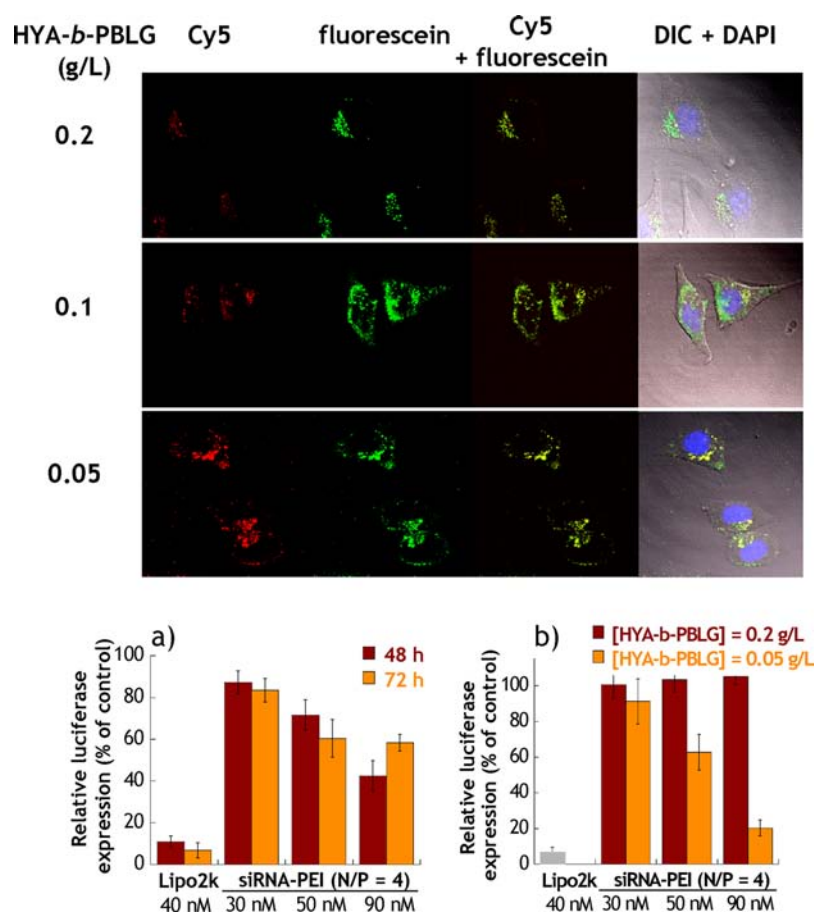 HYA-b-PBLG (g/L)
Cy5
fluorescein
Cy5 + fluorescein
DIC + DAPI
0.2
0.1
0.05
a)
48 h
72 h
Relative luciferase expression (% of control)
100
80
60
40
20
0
Lipo2k
siRNA-PEI (N/P = 4)
40 nM
30 nM
50 nM
90 nM
b)
[HYA-b-PBLG] = 0.2 g/L
[HYA-b-PBLG] = 0.05 g/L
Relative luciferase expression (% of control)
100
80
60
40
20
0
Lipo2k
siRNA-PEI (N/P = 4)
40 nM
30 nM
50 nM
90 nM